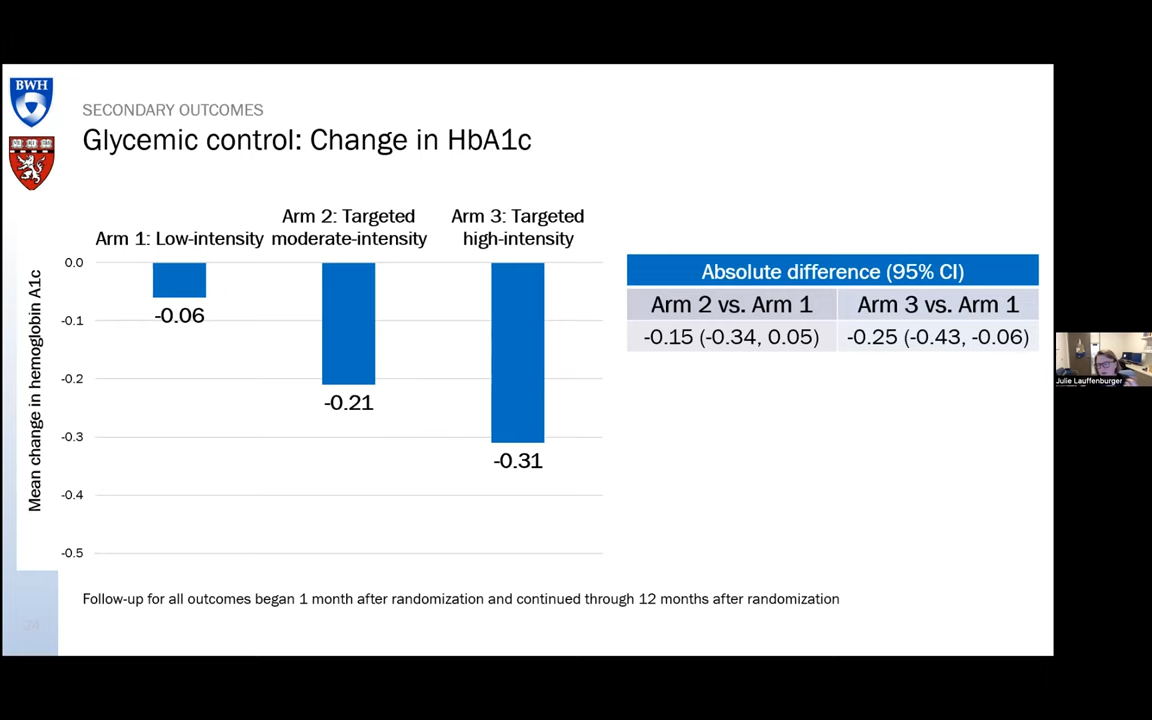 BWH
SECONDARY OUTCOMES
Glycemic control: Change in HbA1c
Arm 1: Low-intensity
Arm 2: Targeted
moderate-intensity
Arm 3: Targeted
high-intensity
Mean change in hemoglobin A1c
0.0
-0.1
-0.2
-0.3
-0.4
-0.5
-0.06
-0.21
-0.31
Absolute difference (95% CI)
Arm 2 vs. Arm 1 Arm 3 vs. Arm 1
-0.15 (-0.34, 0.05) -0.25 (-0.43, -0.06)
Follow-up for all outcomes began 1 month after randomization and continued through 12 months after randomization
Julie Lauffenburger